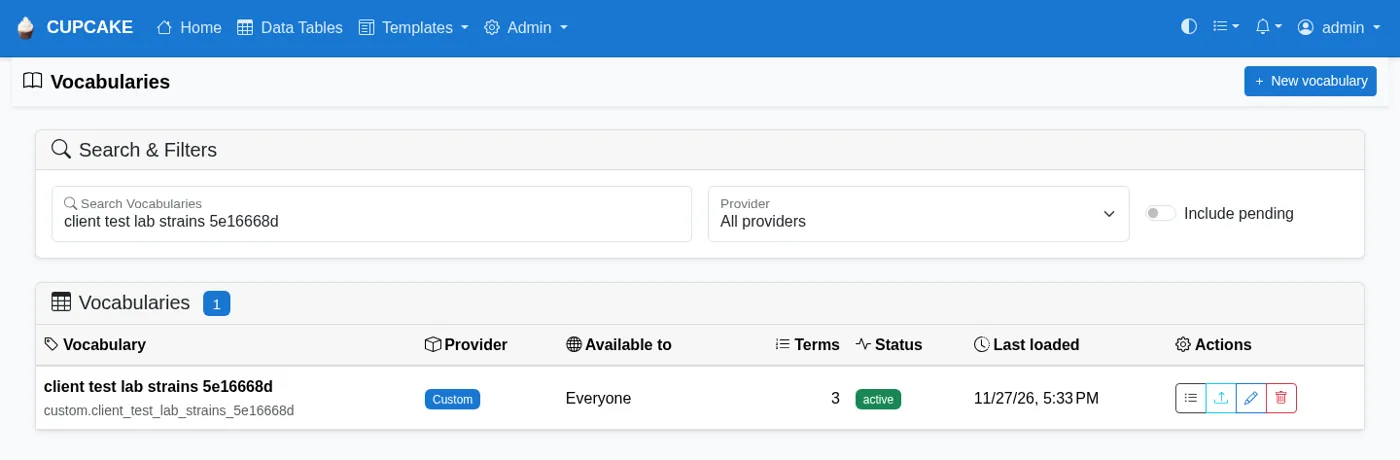 CUPCAKE Home Data Tables Templates Admin admin
Vocabularies + New vocabulary
Search & Filters
Search Vocabularies
client test lab strains 5e16668d
Provider
All providers
Include pending
Vocabularies 1
Vocabulary Provider Available to Terms Status Last loaded Actions
client test lab strains 5e16668d
custom.client_test_lab_strains_5e16668d
Custom Everyone 3 active 11/27/26, 5:33 PM